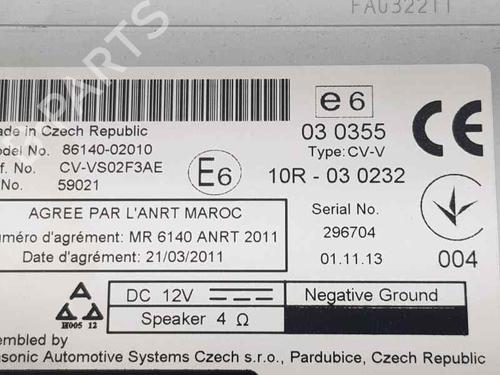 FA032211
PARTS
e6
ade in Czech Republic
03 0355
CE
odel No. 86140-02010
Type: CV-V
f. No. CV-VS02F3AE
E6
10R - 03 0232
No. 59021
AGREE PAR L'ANRT MAROC
Serial No.
uméro d'agrément: MR 6140 ANRT 2011
296704
Date d'agrément: 21/03/2011
01.11.13
004
DC 12V
Negative Ground
H005 12
Speaker 4 Ω
embled by
asonic Automotive Systems Czech s.r.o., Pardubice, Czech Republic